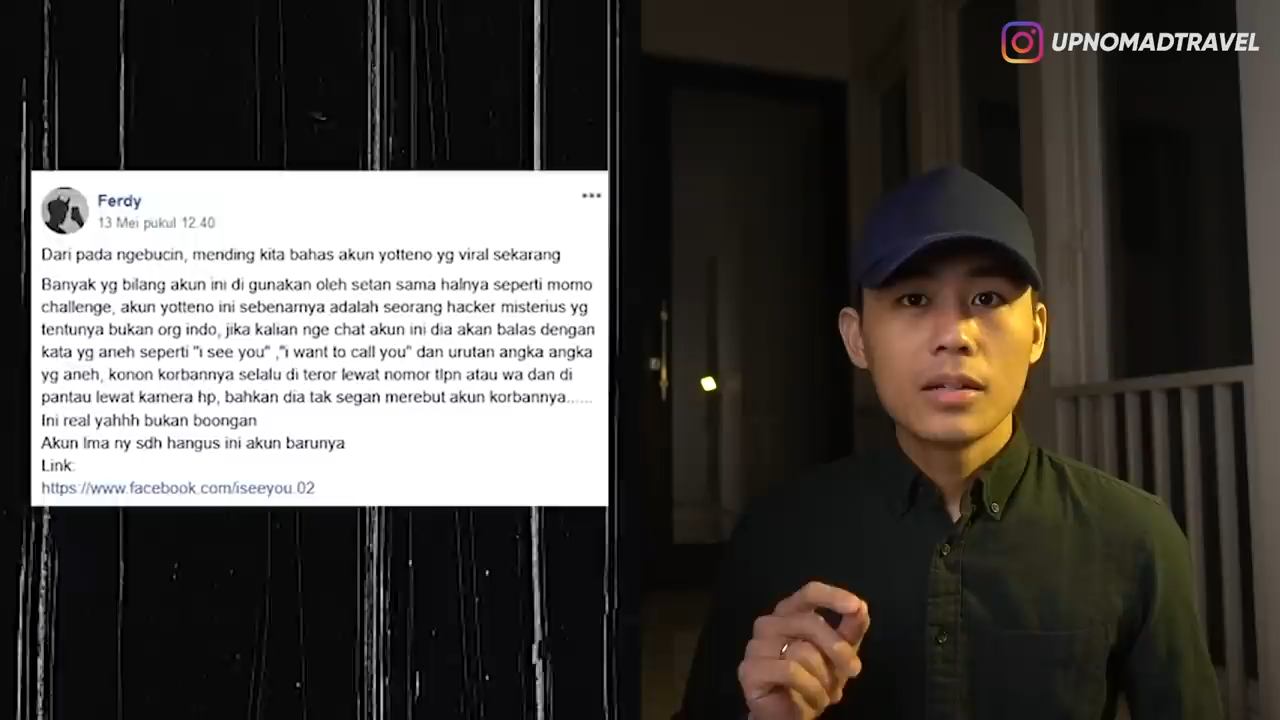 UPNOMADTRAVEL
Ferdy
13 Mei pukul 12.40
Dari pada ngebucin, mending kita bahas akun yotteno yg viral sekarang
Banyak yg bilang akun ini di gunakan oleh setan sama halnya seperti momo
challenge, akun yotteno ini sebenarnya adalah seorang hacker misterius yg
tentunya bukan org indo, jika kalian nge chat akun ini dia akan balas dengan
kata yg aneh seperti "i see you" ,"i want to call you" dan urutan angka angka
yg aneh, konon korbannya selalu di teror lewat nomor tlpn atau wa dan di
pantau lewat kamera hp, bahkan dia tak segan merebut akun korbannya......
Ini real yahhh bukan boongan
Akun lma ny sdh hangus ini akun barunya
Link:
https://www.facebook.com/iseeyou.02